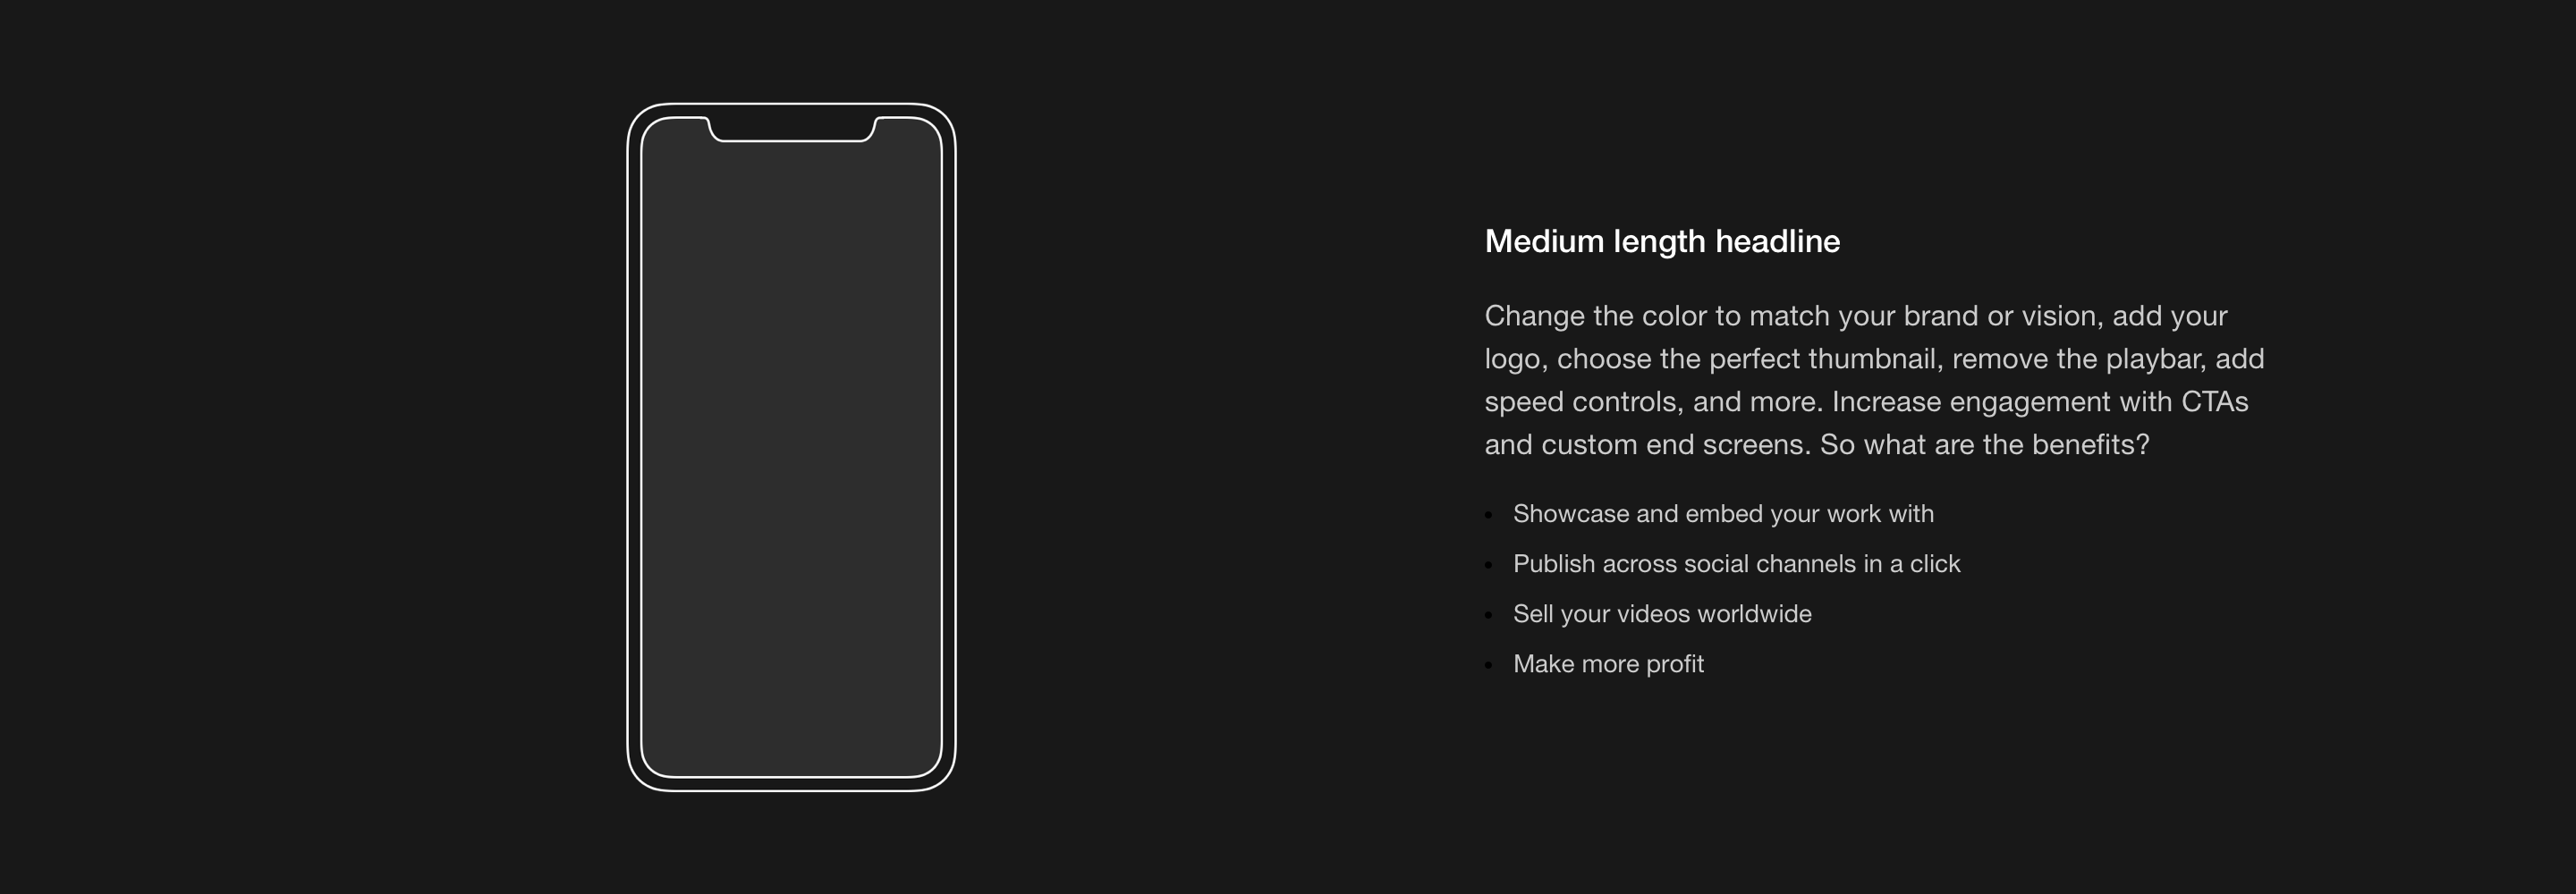 Medium length headline
Change the color to match your brand or vision, add your
logo, choose the perfect thumbnail, remove the playbar, add
speed controls, and more. Increase engagement with CTAs
and custom end screens. So what are the benefits?
• Showcase and embed your work with
• Publish across social channels in a click
• Sell your videos worldwide
• Make more profit